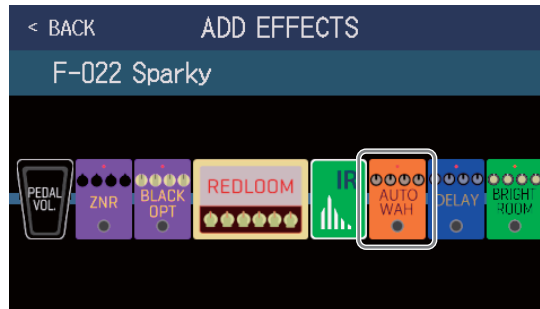 < BACK ADD EFFECTS
F-022 Sparky
PEDAL
VOL.
ZNR
BLACK
OPT
REDLOOM
IR
AUTO
WAH
DELAY
BRIGHT
ROOM